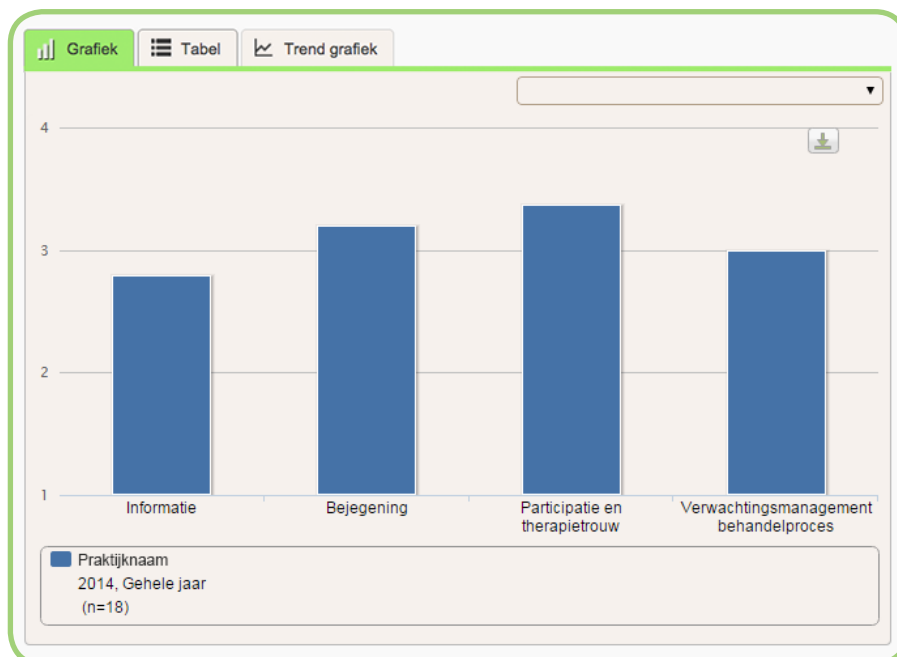 Grafiek
Tabel
Trend grafiek
4
3
2
1
Informatie
Bejegening
Participatie en
therapietrouw
Verwachtingsmanagement
behandelproces
Praktijknaam
2014, Gehele jaar
(n=18)